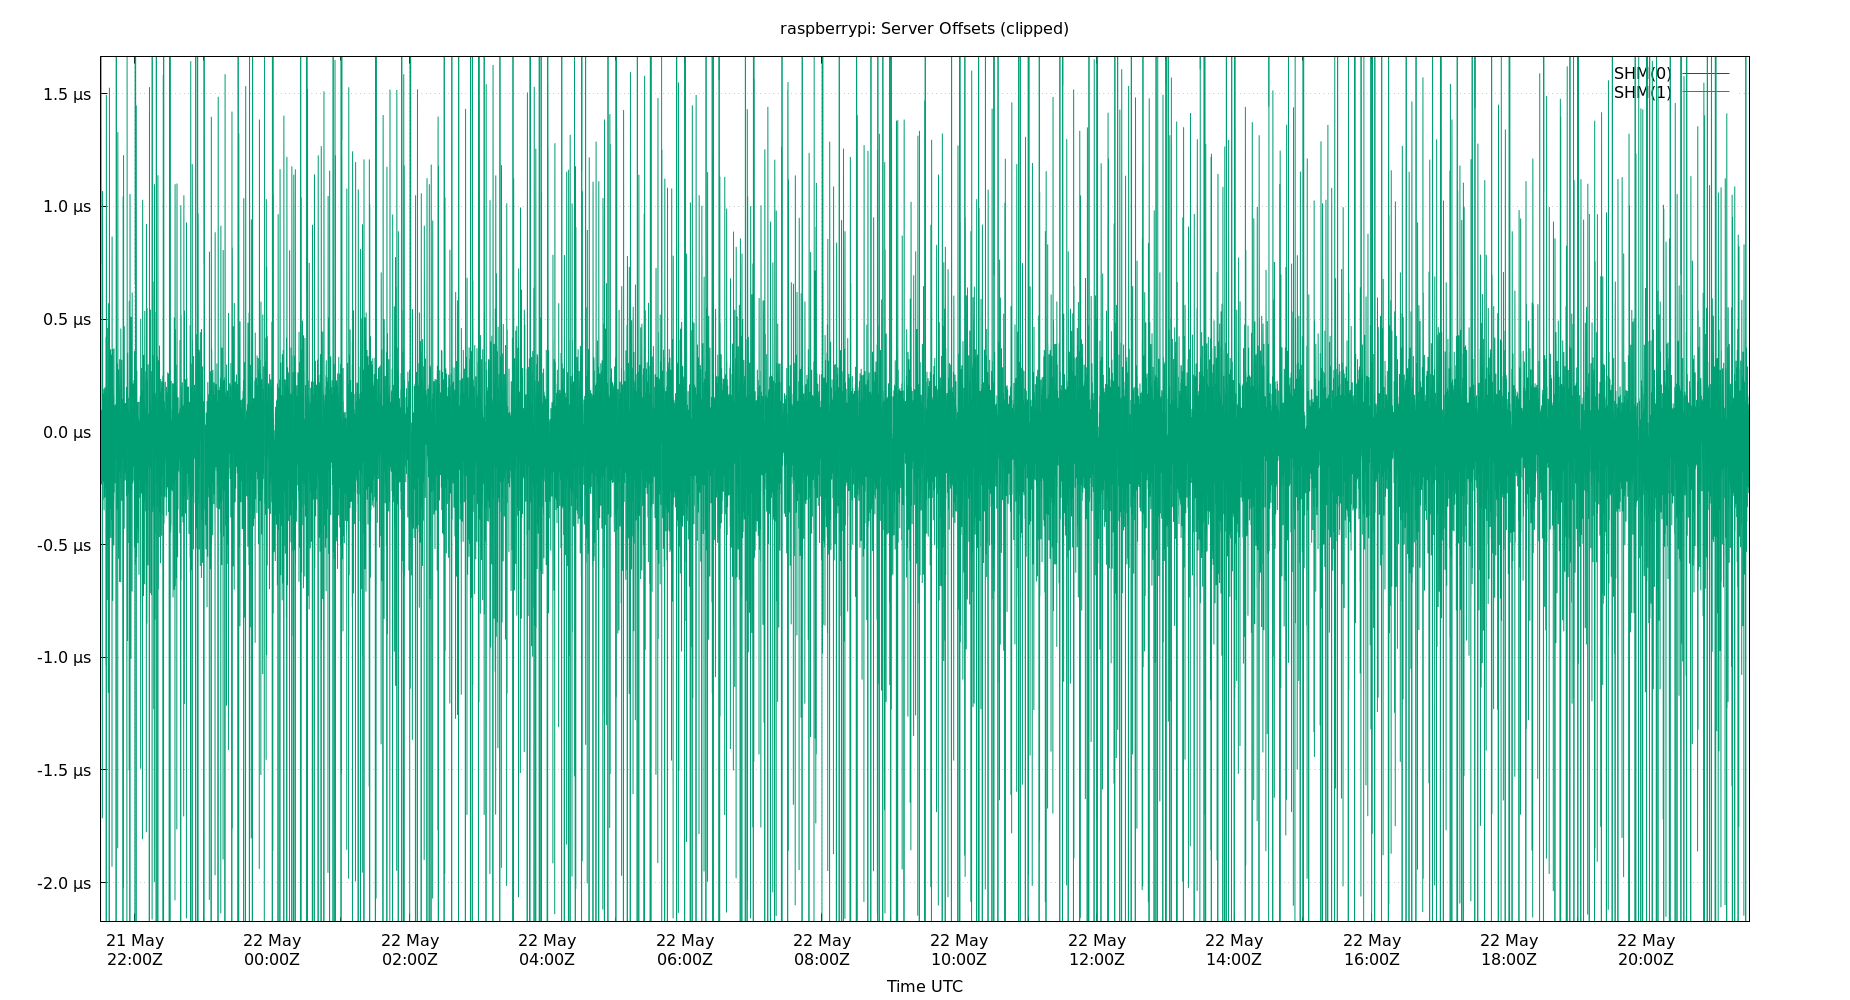 raspberrypi: Server Offsets (clipped)
SHM(0)
SHM(1)
1.5 µs
1.0 µs
0.5 µs
0.0 µs
-0.5 µs
-1.0 µs
-1.5 µs
-2.0 µs
21 May 22 May 22 May 22 May 22 May 22 May 22 May 22 May 22 May 22 May 22 May 22 May
22:00Z 00:00Z 02:00Z 04:00Z 06:00Z 08:00Z 10:00Z 12:00Z 14:00Z 16:00Z 18:00Z 20:00Z
Time UTC